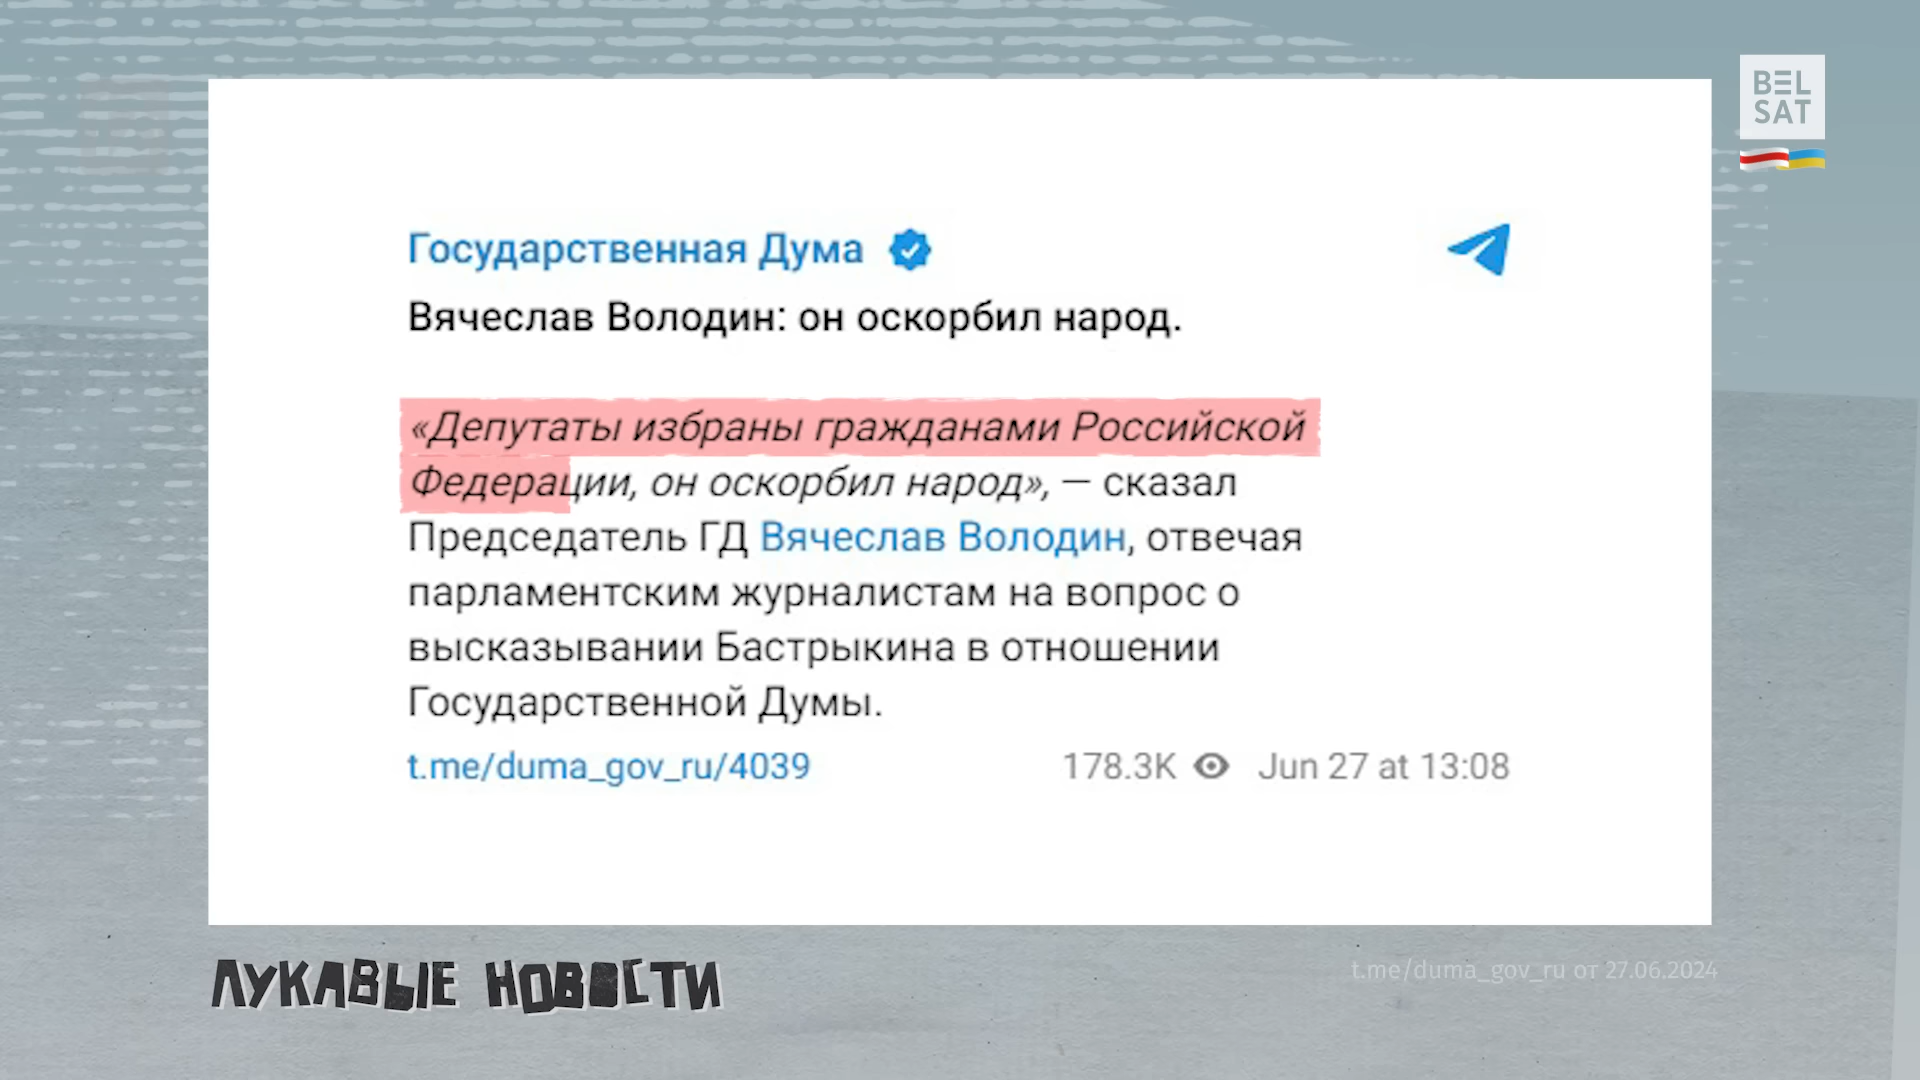 BEL
SAT
Государственная Дума
Вячеслав Володин: он оскорбил народ.
«Депутаты избраны гражданами Российской
Федерации, он оскорбил народ», — сказал
Председатель ГД Вячеслав Володин, отвечая
парламентским журналистам на вопрос о
высказывании Бастрыкина в отношении
Государственной Думы.
t.me/duma_gov_ru/4039 178.3K Jun 27 at 13:08
ЛУКАВЫЕ НОВОСТИ
t.me/duma_gov_ru от 27.06.2024